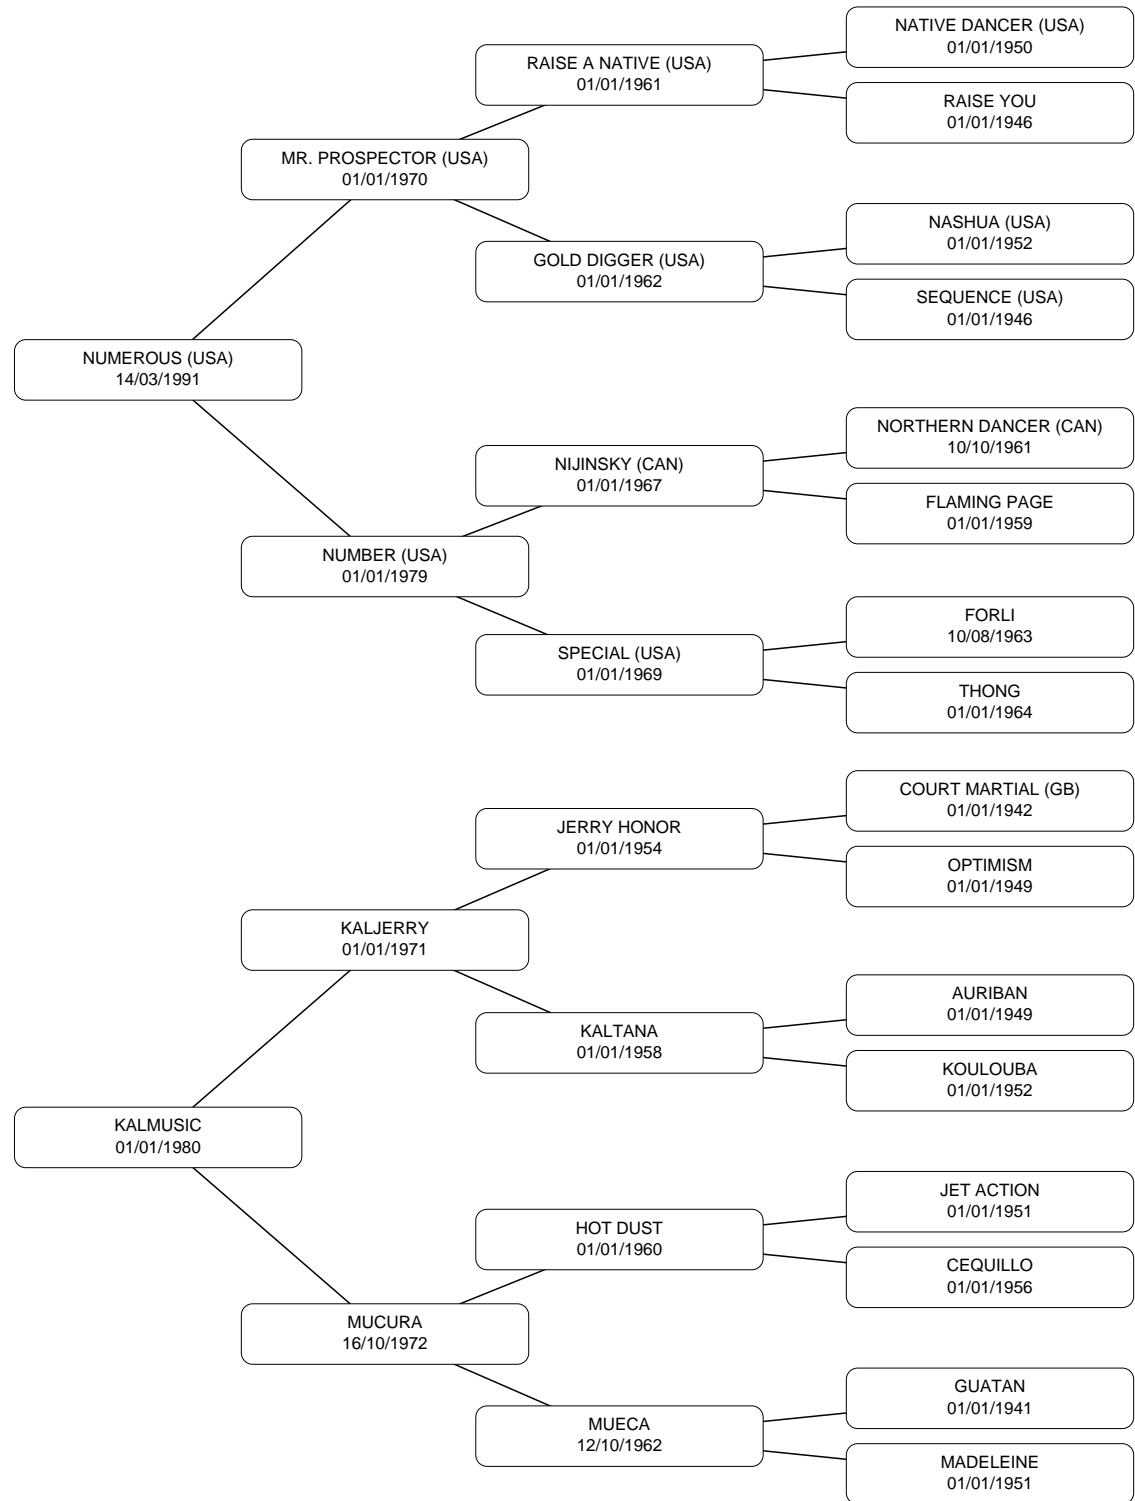 NATIVE DANCER (USA)
01/01/1950
RAISE A NATIVE (USA)
01/01/1961
RAISE YOU
01/01/1946
MR. PROSPECTOR (USA)
01/01/1970
NASHUA (USA)
01/01/1952
GOLD DIGGER (USA)
01/01/1962
SEQUENCE (USA)
01/01/1946
NUMEROUS (USA)
14/03/1991
NORTHERN DANCER (CAN)
10/10/1961
NIJINSKY (CAN)
01/01/1967
FLAMING PAGE
01/01/1959
NUMBER (USA)
01/01/1979
FORLI
10/08/1963
SPECIAL (USA)
01/01/1969
THONG
01/01/1964
COURT MARTIAL (GB)
01/01/1942
JERRY HONOR
01/01/1954
OPTIMISM
01/01/1949
KALJERRY
01/01/1971
AURIBAN
01/01/1949
KALTANA
01/01/1958
KOULOUBA
01/01/1952
KALMUSIC
01/01/1980
JET ACTION
01/01/1951
HOT DUST
01/01/1960
CEQUILLO
01/01/1956
MUCURA
16/10/1972
GUATAN
01/01/1941
MUECA
12/10/1962
MADELEINE
01/01/1951